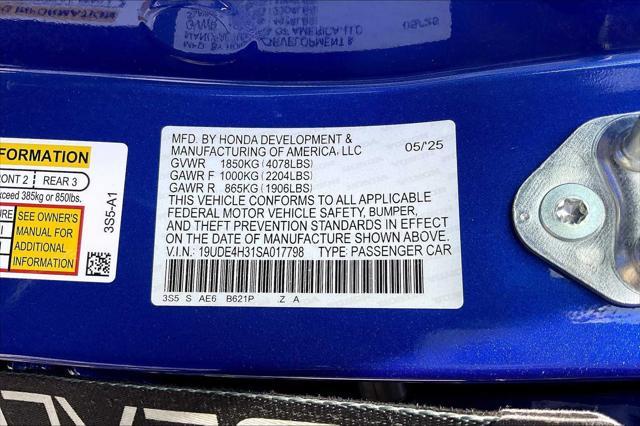 MFD. BY HONDA DEVELOPMENT &
MANUFACTURING OF AMERICA, LLC 05/'25
GVWR 1850KG (4078LBS)
GAWR F 1000KG (2204LBS)
GAWR R 865KG (1906LBS)
THIS VEHICLE CONFORMS TO ALL APPLICABLE
FEDERAL MOTOR VEHICLE SAFETY, BUMPER,
AND THEFT PREVENTION STANDARDS IN EFFECT
ON THE DATE OF MANUFACTURE SHOWN ABOVE.
V.I.N.: 19UDE4H31SA017798 TYPE: PASSENGER CAR
3S5 S AE6 B621P Z A
FORMATION
FRONT 2 REAR 3
exceed 385kg or 850lbs.
SEE OWNER'S
MANUAL FOR
ADDITIONAL
INFORMATION
3S5-A1